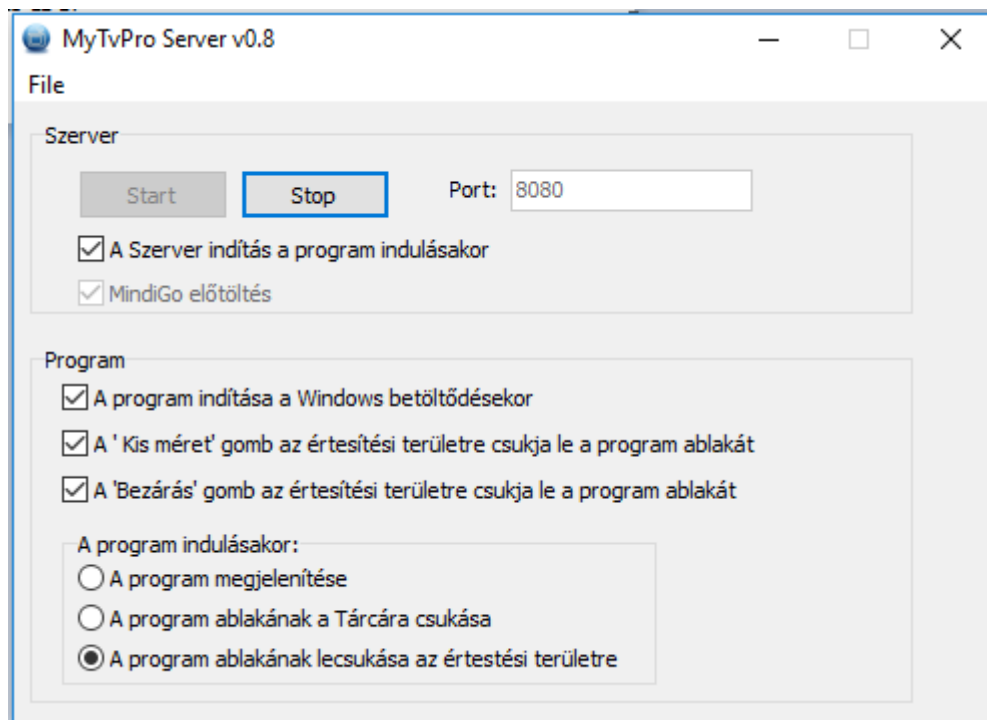 MyTvPro Server v0.8
File
Szerver
Start Stop Port: 8080
A Szerver indítás a program indulásakor
MindiGo előtöltés
Program
A program indítása a Windows betöltődésekor
A ' Kis méret' gomb az értesítési területre csukja le a program ablakát
A 'Bezárás' gomb az értesítési területre csukja le a program ablakát
A program indulásakor:
A program megjelenítése
A program ablakának a Tárcára csukása
A program ablakának lecsukása az értestési területre